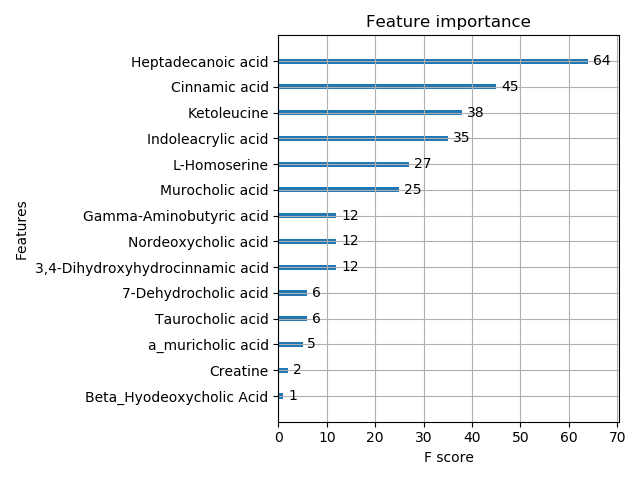 Feature importance
Heptadecanoic acid 64
Cinnamic acid 45
Ketoleucine 38
Indoleacrylic acid 35
L-Homoserine 27
Murocholic acid 25
Gamma-Aminobutyric acid 12
Nordeoxycholic acid 12
3,4-Dihydroxyhydrocinnamic acid 12
7-Dehydrocholic acid 6
Taurocholic acid 6
a_muricholic acid 5
Creatine 2
Beta_Hyodeoxycholic Acid 1
Features
0 10 20 30 40 50 60 70
F score